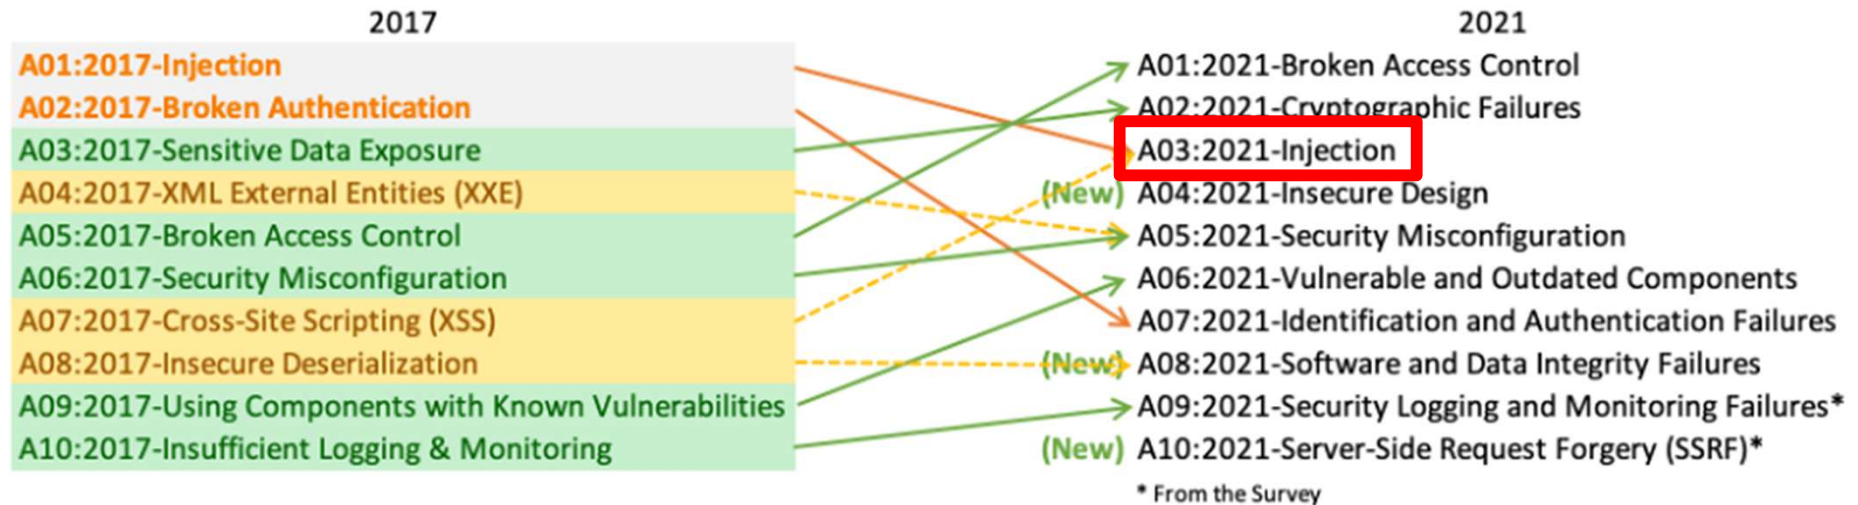 2017
A01:2017-Injection
A02:2017-Broken Authentication
A03:2017-Sensitive Data Exposure
A04:2017-XML External Entities (XXE)
A05:2017-Broken Access Control
A06:2017-Security Misconfiguration
A07:2017-Cross-Site Scripting (XSS)
A08:2017-Insecure Deserialization
A09:2017-Using Components with Known Vulnerabilities
A10:2017-Insufficient Logging & Monitoring
2021
A01:2021-Broken Access Control
A02:2021-Cryptographic Failures
A03:2021-Injection
(New) A04:2021-Insecure Design
A05:2021-Security Misconfiguration
A06:2021-Vulnerable and Outdated Components
A07:2021-Identification and Authentication Failures
(New) A08:2021-Software and Data Integrity Failures
A09:2021-Security Logging and Monitoring Failures*
(New) A10:2021-Server-Side Request Forgery (SSRF)*
* From the Survey